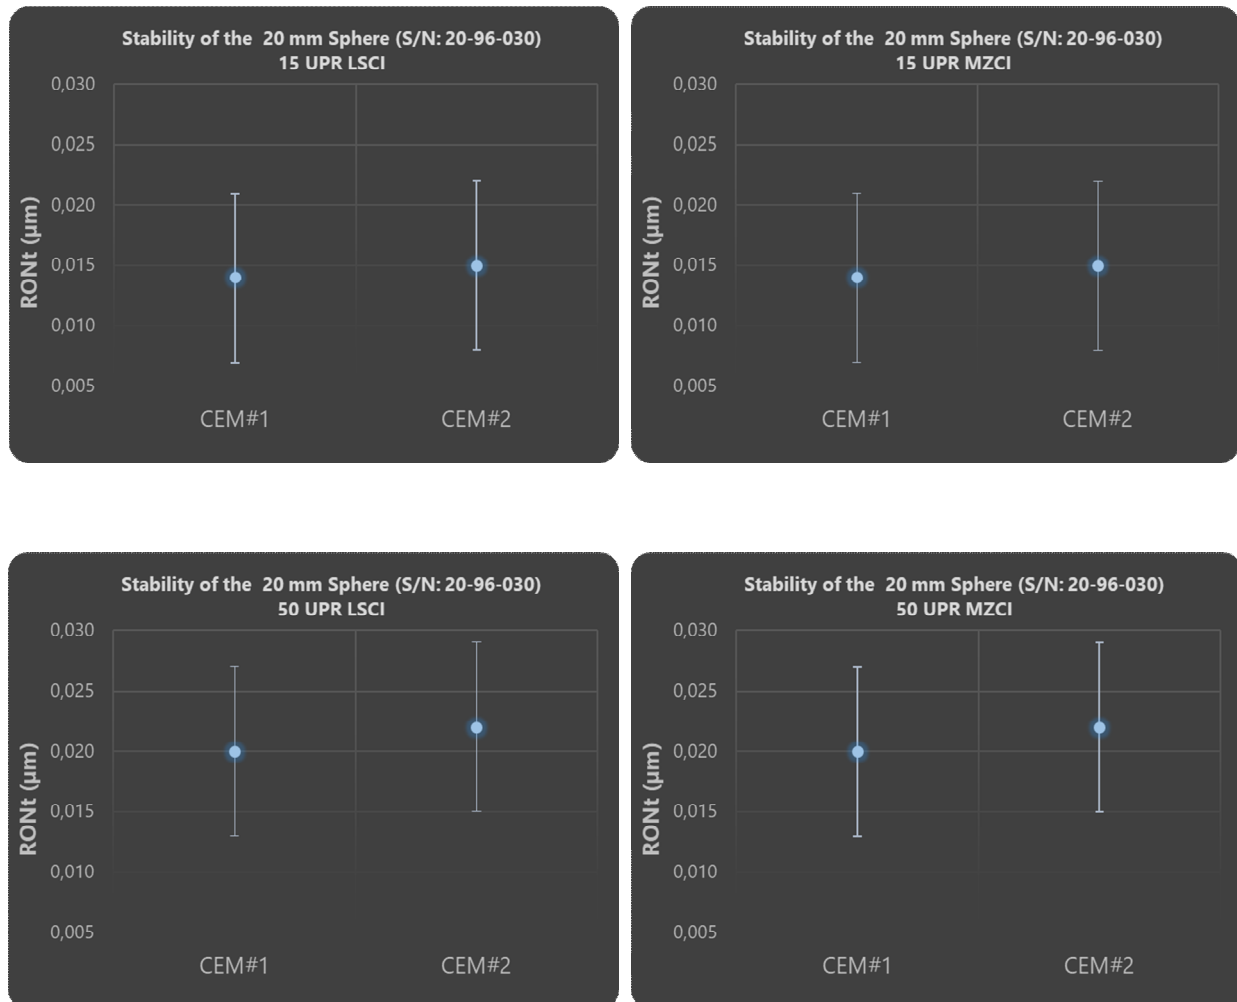 Stability of the  20 mm Sphere (S/N: 20-96-030)
15 UPR LSCI
0,030
0,025
0,020
0,015
0,010
0,005
RONt (µm)
CEM#1
CEM#2
Stability of the  20 mm Sphere (S/N: 20-96-030)
15 UPR MZCI
0,030
0,025
0,020
0,015
0,010
0,005
RONt (µm)
CEM#1
CEM#2
Stability of the  20 mm Sphere (S/N: 20-96-030)
50 UPR LSCI
0,030
0,025
0,020
0,015
0,010
0,005
RONt (µm)
CEM#1
CEM#2
Stability of the  20 mm Sphere (S/N: 20-96-030)
50 UPR MZCI
0,030
0,025
0,020
0,015
0,010
0,005
RONt (µm)
CEM#1
CEM#2